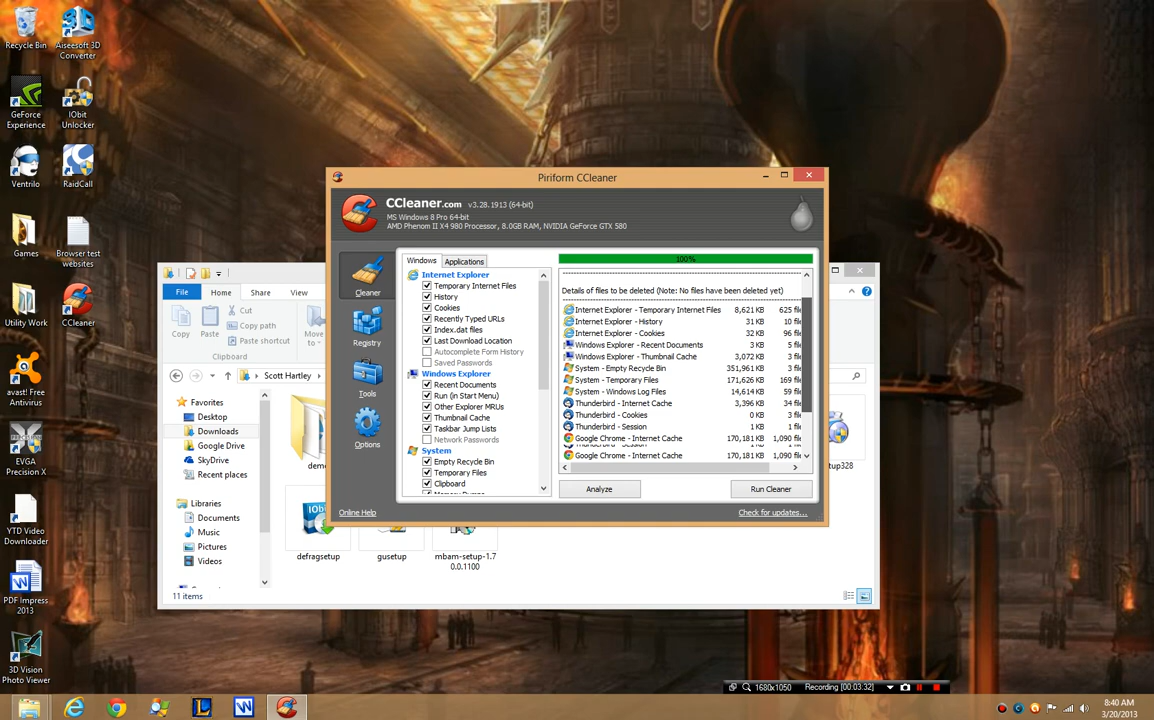 Recycle Bin
Aiseesoft 3D
Converter
GeForce
Experience
IObit
Unlocker
Ventrilo
RaidCall
Games
Browser test
websites
Utility Work
CCleaner
avast! Free
Antivirus
EVGA
Precision X
YTD Video
Downloader
PDF Impress
2013
3D Vision
Photo Viewer
Piriform CCleaner
CCleaner.com v3.28.1913 (64-bit)
MS Windows 8 Pro 64-bit
AMD Phenom II X4 980 Processor, 8.0GB RAM, NVIDIA GeForce GTX 580
Cleaner
Registry
Tools
Options
Windows
Applications
Internet Explorer
Temporary Internet Files
History
Cookies
Recently Typed URLs
Index.dat files
Last Download Location
Autocomplete Form History
Saved Passwords
Windows Explorer
Recent Documents
Run (in Start Menu)
Other Explorer MRUs
Thumbnail Cache
Taskbar Jump Lists
Network Passwords
System
Empty Recycle Bin
Temporary Files
Clipboard
Memory Dumps
100%
Details of files to be deleted (Note: No files have been deleted yet)
Internet Explorer - Temporary Internet Files 8,621 KB 625 file
Internet Explorer - History 31 KB 10 file
Internet Explorer - Cookies 32 KB 96 file
Windows Explorer - Recent Documents 3 KB 5 file
Windows Explorer - Thumbnail Cache 3,072 KB 3 file
System - Empty Recycle Bin 351,961 KB 3 file
System - Temporary Files 171,626 KB 169 file
System - Windows Log Files 14,614 KB 59 file
Thunderbird - Internet Cache 3,396 KB 34 file
Thunderbird - Cookies 0 KB 3 file
Thunderbird - Session 1 KB 1 file
Google Chrome - Internet Cache 170,181 KB 1,090 file
Google Chrome - Internet Cache 170,181 KB 1,090 file
Analyze
Run Cleaner
Online Help
Check for updates...
File
Home
Share
View
Copy
Paste
Cut
Copy path
Paste shortcut
Clipboard
Move
to
Scott Hartley
Favorites
Desktop
Downloads
Google Drive
SkyDrive
Recent places
Libraries
Documents
Music
Pictures
Videos
11 items
defragsetup
gusetup
mbam-setup-1.7
0.0.1100
tup328
1680x1050
Recording [00:03:32]
8:40 AM
3/20/2013